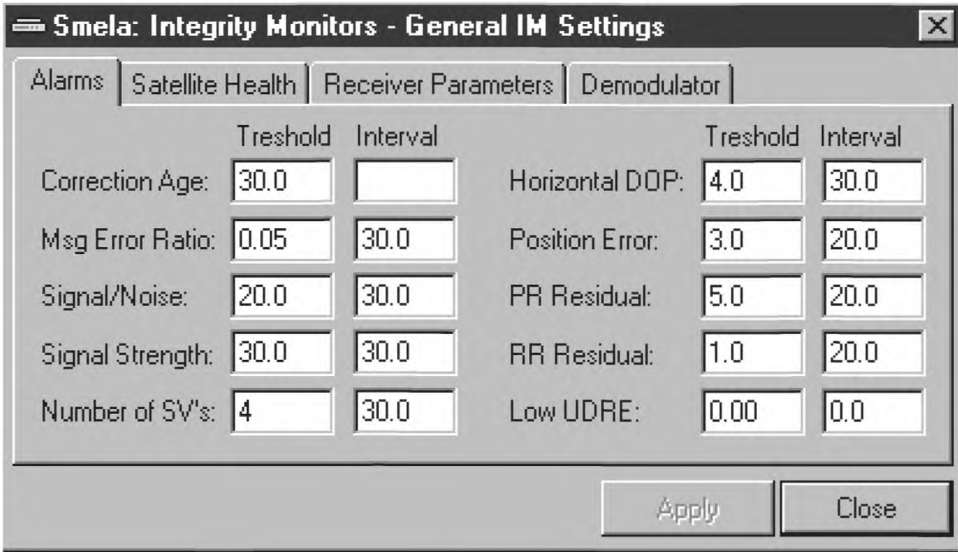 Smela: Integrity Monitors - General IM Settings
Alarms Satellite Health Receiver Parameters Demodulator
Treshold Interval Treshold Interval
Correction Age: 30.0 Horizontal DOP: 4.0 30.0
Msg Error Ratio: 0.05 30.0 Position Error: 3.0 20.0
Signal/Noise: 20.0 30.0 PR Residual: 5.0 20.0
Signal Strength: 30.0 30.0 RR Residual: 1.0 20.0
Number of SV's: 4 30.0 Low UDRE: 0.00 0.0
Apply Close